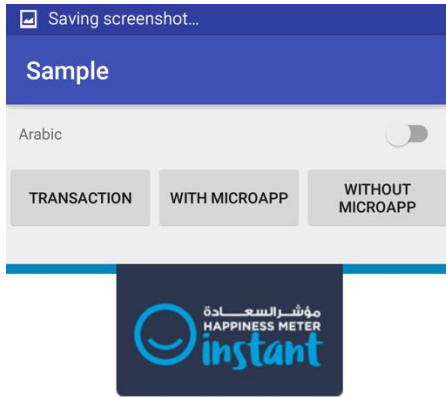 Saving screenshot...
Sample
Arabic
TRANSACTION
WITH MICROAPP
WITHOUT
MICROAPP
مؤشر السعادة
HAPPINESS METER
instant